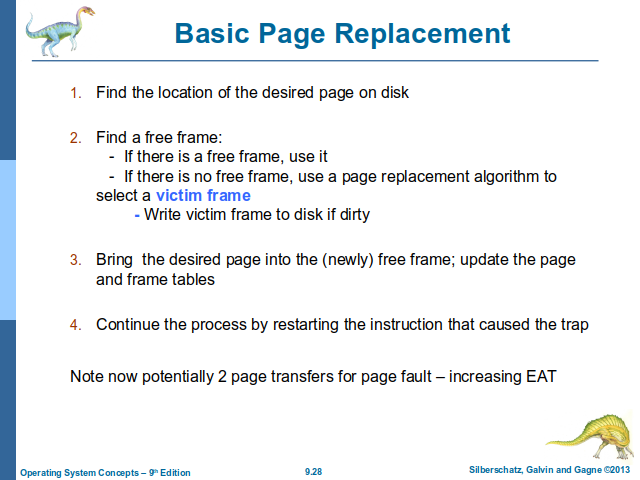 Basic Page Replacement
1. Find the location of the desired page on disk
2. Find a free frame:
- If there is a free frame, use it
- If there is no free frame, use a page replacement algorithm to
select a victim frame
- Write victim frame to disk if dirty
3. Bring the desired page into the (newly) free frame; update the page
and frame tables
4. Continue the process by restarting the instruction that caused the trap
Note now potentially 2 page transfers for page fault – increasing EAT
Operating System Concepts – 9th Edition
9.28
Silberschatz, Galvin and Gagne ©2013